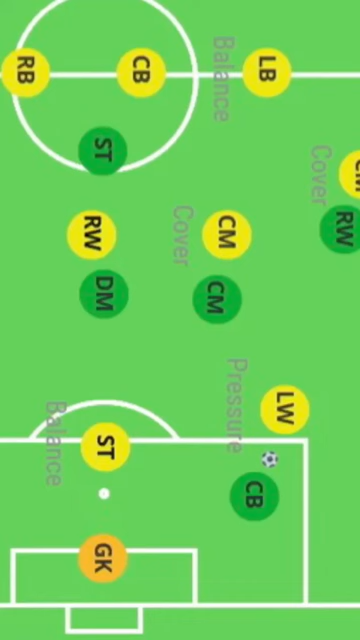 RB
CB
Balance
LB
ST
Cover
CM
RW
RW
Cover
CM
DM
CM
Pressure
LW
Balance
ST
CB
GK